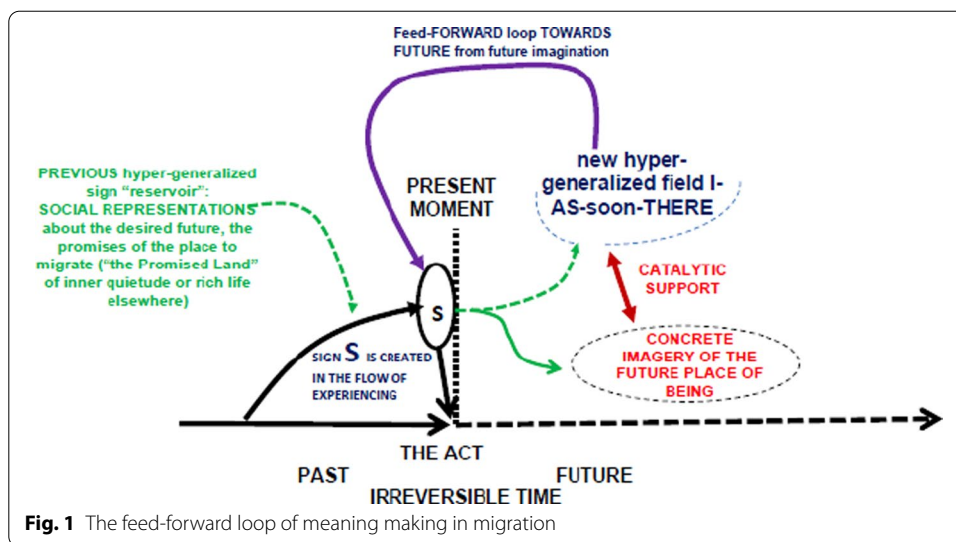 Feed-FORWARD loop TOWARDS
FUTURE from future imagination
PREVIOUS hyper-generalized
sign “reservoir”:
SOCIAL REPRESENTATIONS
about the desired future, the
promises of the place to
migrate (“the Promised Land”
of inner quietude or rich life
elsewhere)
PRESENT
MOMENT
new hyper-
generalized field I-
AS-soon-THERE
CATALYTIC
SUPPORT
S
SIGN S IS CREATED
IN THE FLOW OF
EXPERIENCING
CONCRETE
IMAGERY OF THE
FUTURE PLACE OF
BEING
THE ACT
PAST FUTURE
IRREVERSIBLE TIME
Fig. 1 The feed-forward loop of meaning making in migration